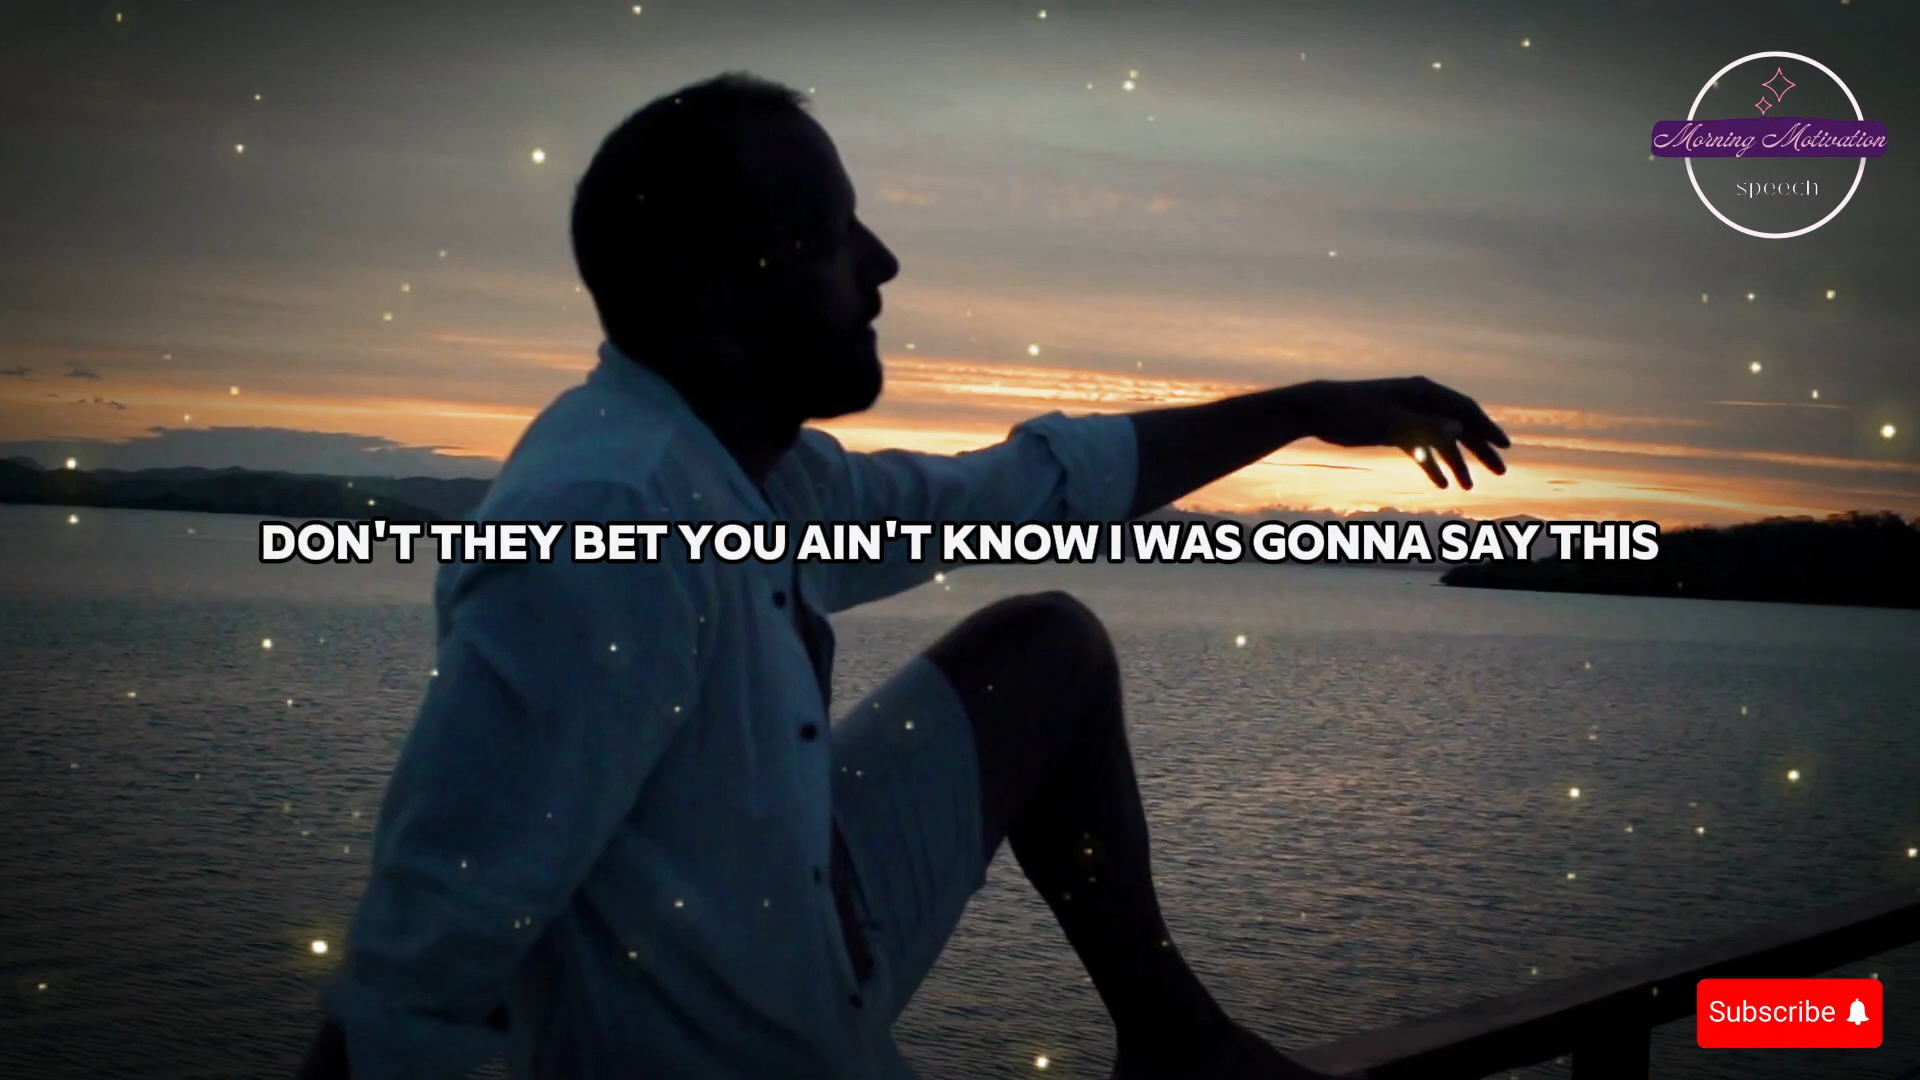 Morning Motivation
speech
DON'T THEY BET YOU AIN'T KNOW I WAS GONNA SAY THIS
Subscribe